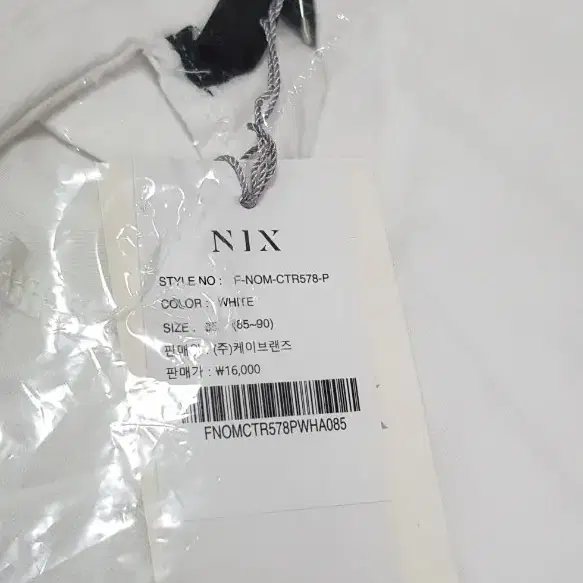 NIX
STYLE NO : F-NOM-CTR578-P
COLOR : WHITE
SIZE : (85~90)
(주)케이브랜즈
판매가 : ₩16,000
FNOMCTR578PWHA085